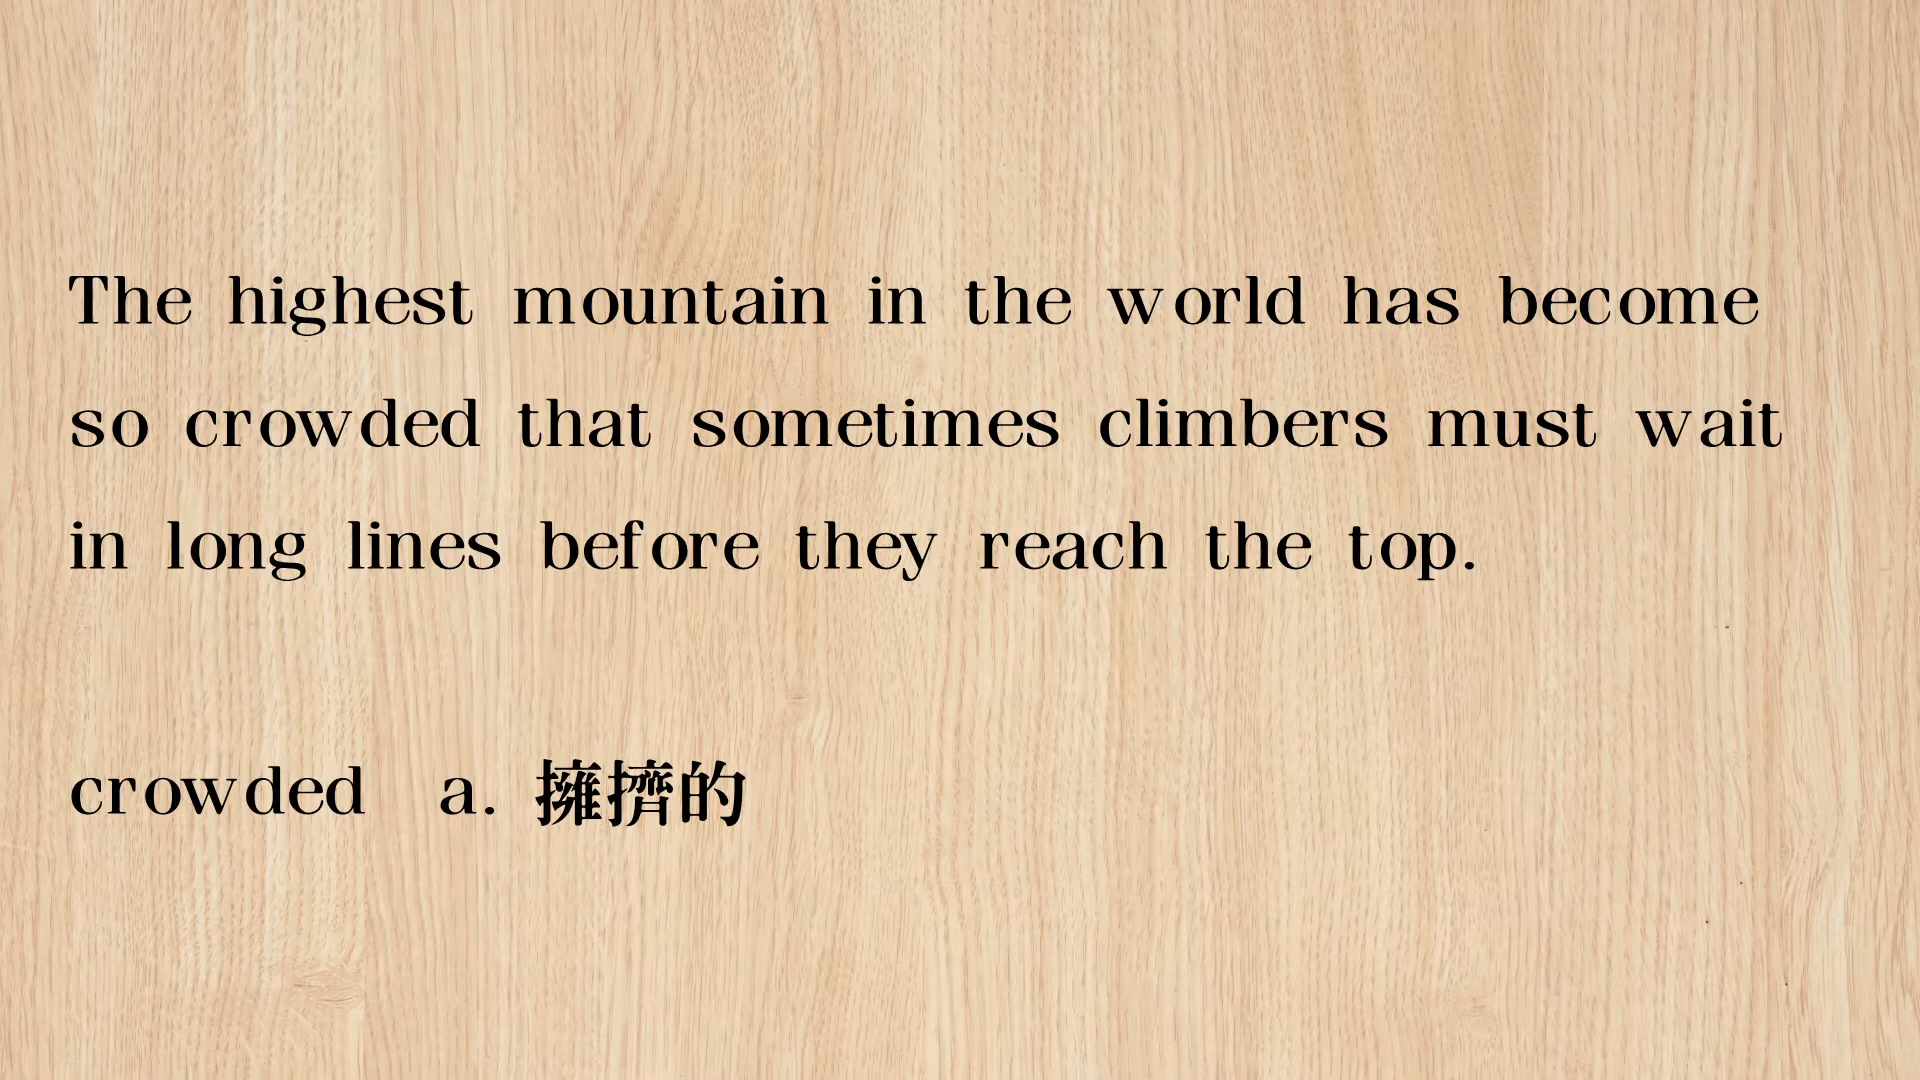 The highest mountain in the world has become
so crowded that sometimes climbers must wait
in long lines before they reach the top.
crowded a. 擁擠的